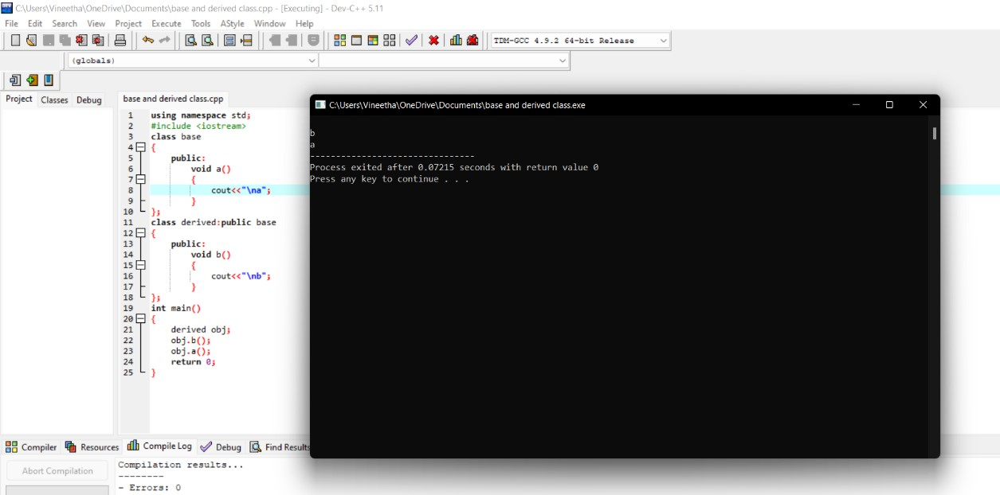 C:\Users\Vineetha\OneDrive\Documents\base and derived class.cpp - [Executing] - Dev-C++ 5.11
File Edit Search View Project Execute Tools AStyle Window Help
TDM-GCC 4.9.2 64-bit Release
(globals)
Project Classes Debug
base and derived class.cpp
1 using namespace std;
2 #include <iostream>
3 class base
4 {
5 public:
6 void a()
7 {
8 cout<<"\na";
9 }
10 };
11 class derived:public base
12 {
13 public:
14 void b()
15 {
16 cout<<"\nb";
17 }
18 };
19 int main()
20 {
21 derived obj;
22 obj.b();
23 obj.a();
24 return 0;
25 }
C:\Users\Vineetha\OneDrive\Documents\base and derived class.exe
b
a
--------------------------------
Process exited after 0.07215 seconds with return value 0
Press any key to continue . . .
Compiler Resources Compile Log Debug Find Results
Abort Compilation
Compilation results...
--------
- Errors: 0